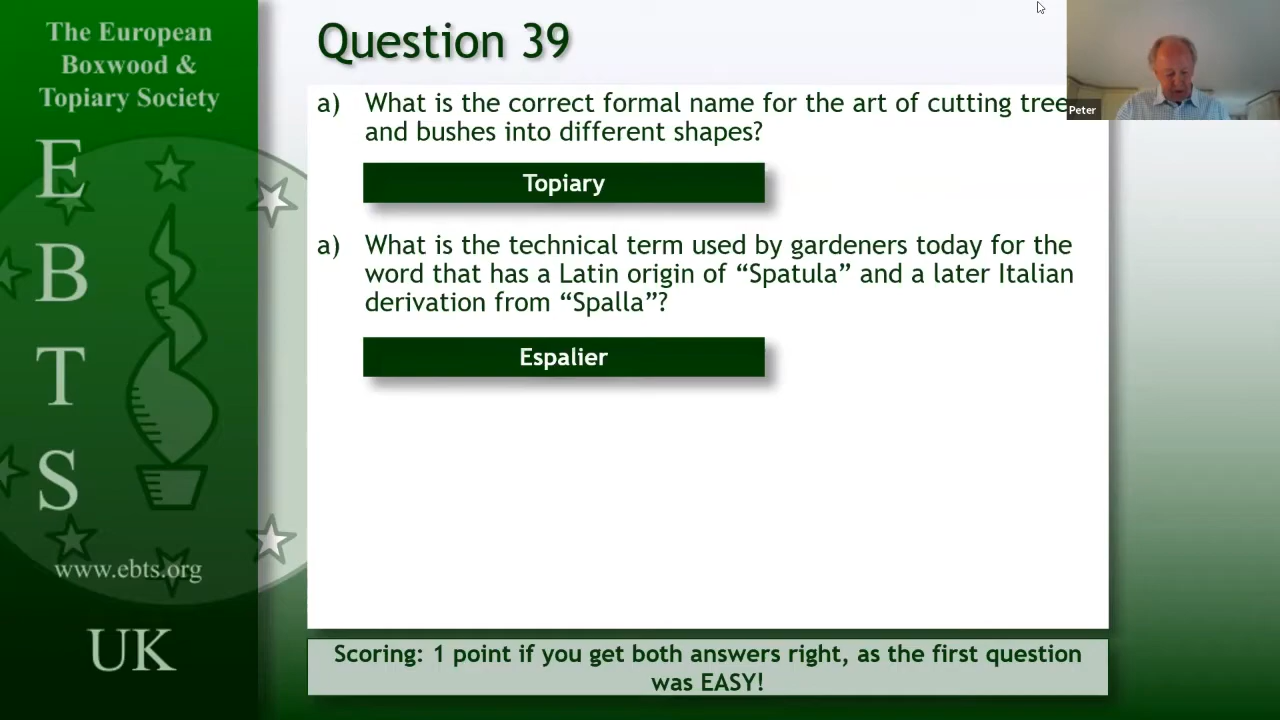 The European
Boxwood &
Topiary Society
E
B
T
S
www.ebts.org
UK
Question 39
a) What is the correct formal name for the art of cutting tree
and bushes into different shapes?
Topiary
a) What is the technical term used by gardeners today for the
word that has a Latin origin of “Spatula” and a later Italian
derivation from “Spalla”?
Espalier
Scoring: 1 point if you get both answers right, as the first question
was EASY!
Peter